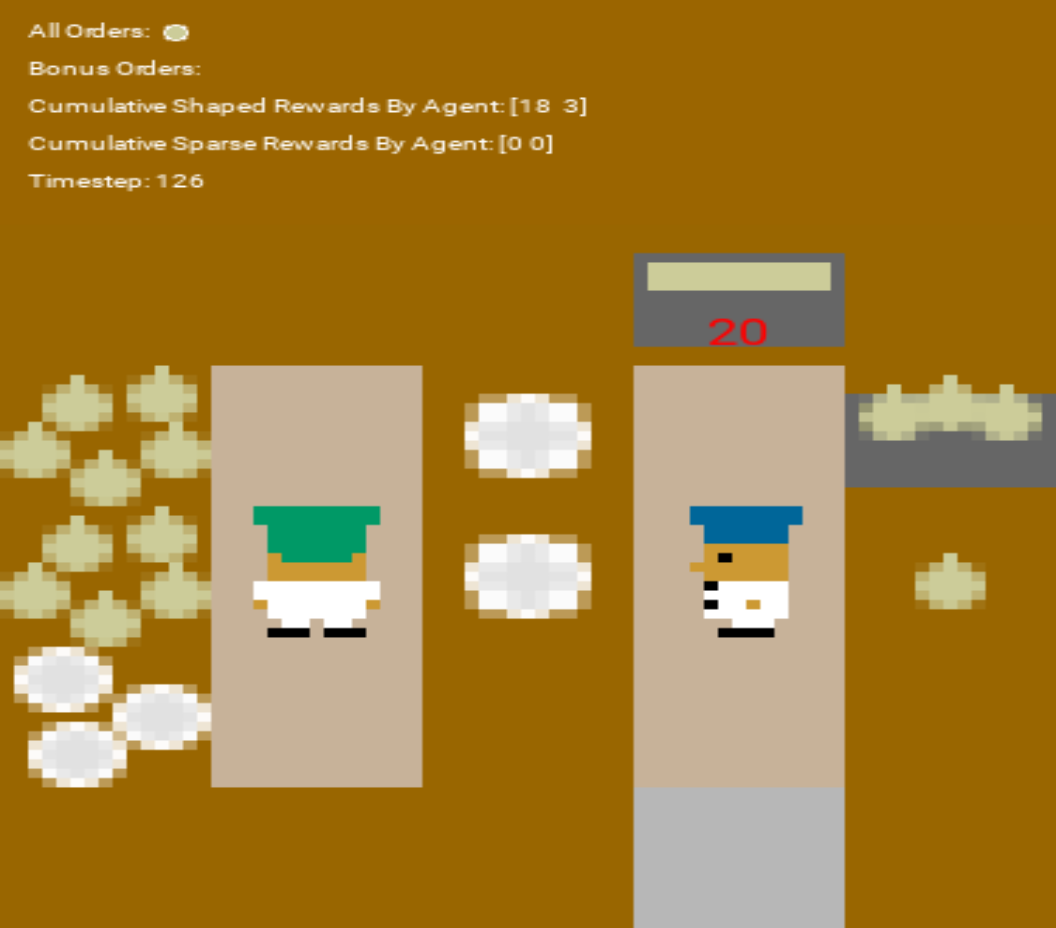 All Orders:
Bonus Orders:
Cumulative Shaped Rewards By Agent: [18 3]
Cumulative Sparse Rewards By Agent: [0 0]
Timestep: 126
20